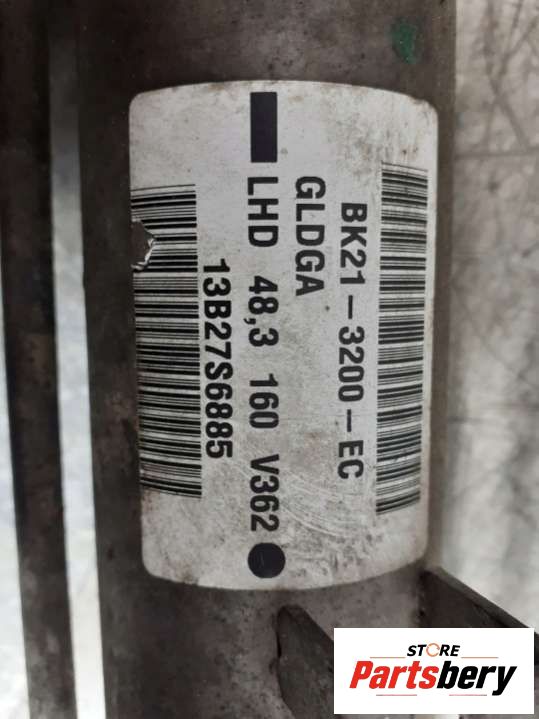 BK21-3200-EC
GLDGA
LHD 48,3 160 V362
13B27S6885
STORE
Partsbery